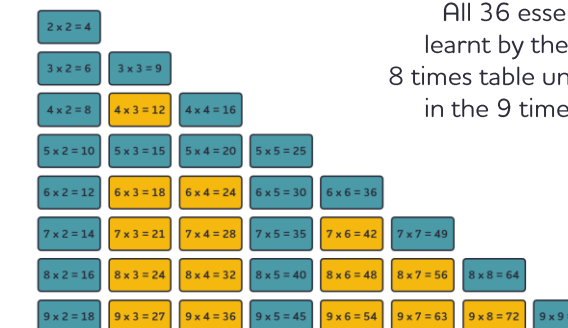 All 36 esse
learnt by the
8 times table un
in the 9 time
2 x 2 = 4
3 x 2 = 6 3 x 3 = 9
4 x 2 = 8 4 x 3 = 12 4 x 4 = 16
5 x 2 = 10 5 x 3 = 15 5 x 4 = 20 5 x 5 = 25
6 x 2 = 12 6 x 3 = 18 6 x 4 = 24 6 x 5 = 30 6 x 6 = 36
7 x 2 = 14 7 x 3 = 21 7 x 4 = 28 7 x 5 = 35 7 x 6 = 42 7 x 7 = 49
8 x 2 = 16 8 x 3 = 24 8 x 4 = 32 8 x 5 = 40 8 x 6 = 48 8 x 7 = 56 8 x 8 = 64
9 x 2 = 18 9 x 3 = 27 9 x 4 = 36 9 x 5 = 45 9 x 6 = 54 9 x 7 = 63 9 x 8 = 72 9 x 9